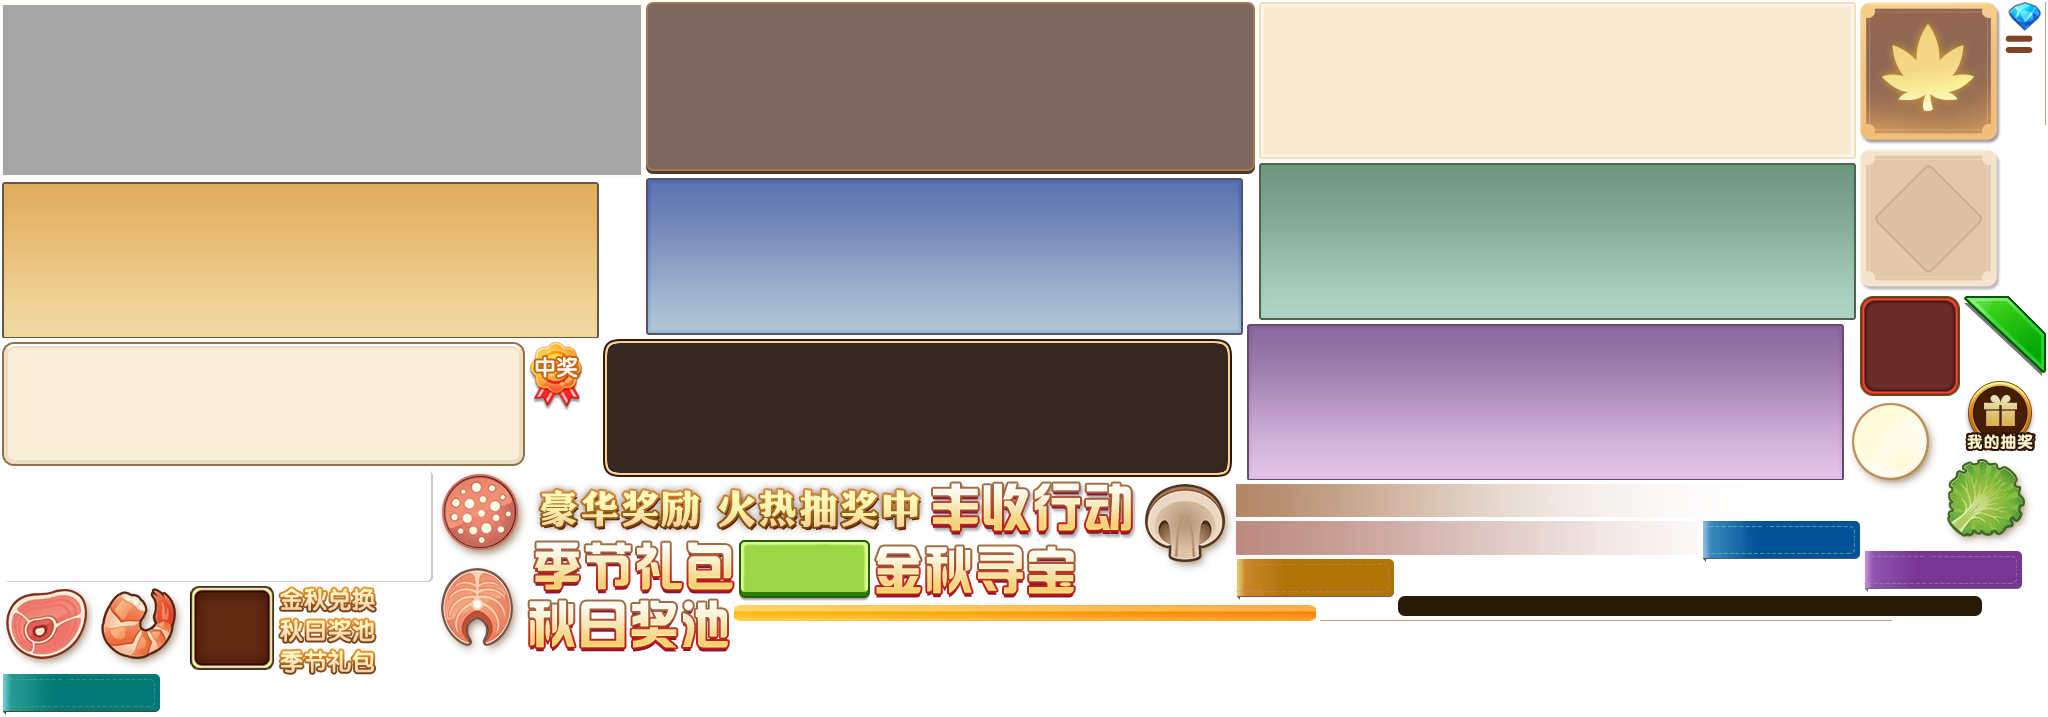 中奖
我的抽奖
豪华奖励 火热抽奖中
丰收行动
季节礼包
金秋寻宝
秋日奖池
金秋兑换
秋日奖池
季节礼包